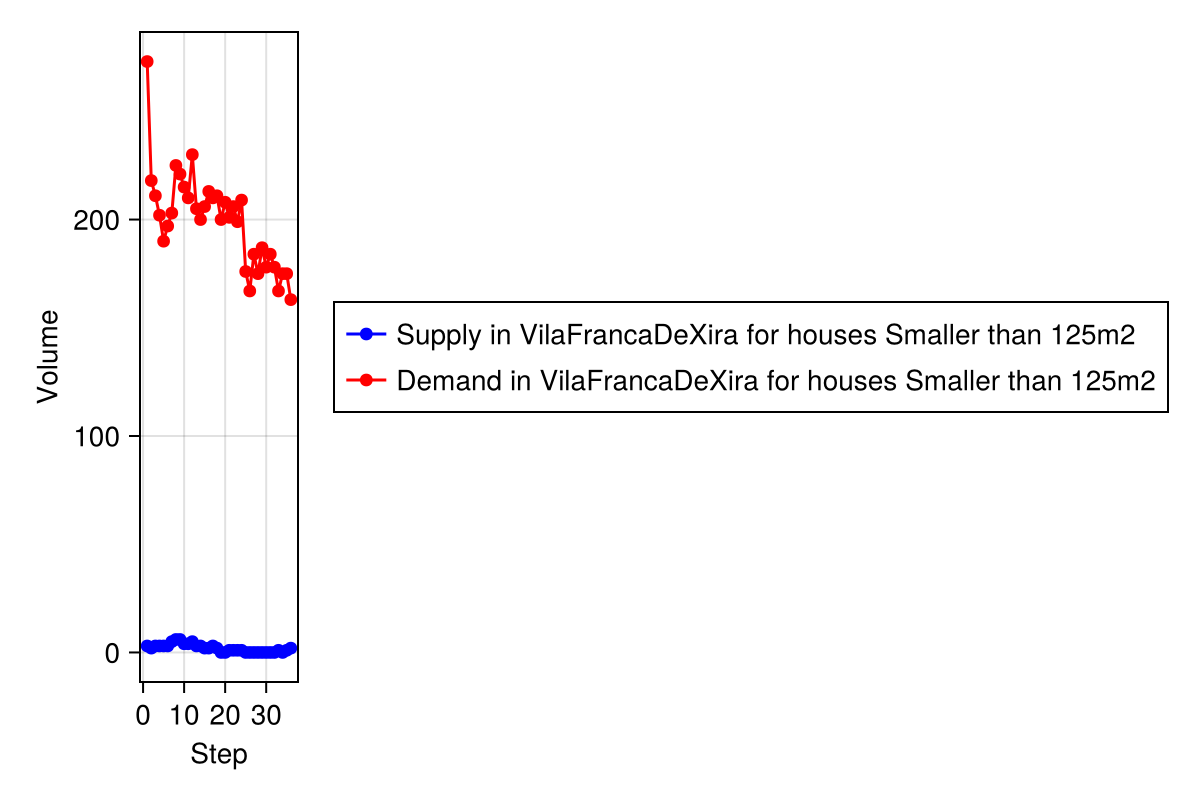 Volume
200
100
0
0 10 20 30
Step
Supply in VilaFrancaDeXira for houses Smaller than 125m2
Demand in VilaFrancaDeXira for houses Smaller than 125m2